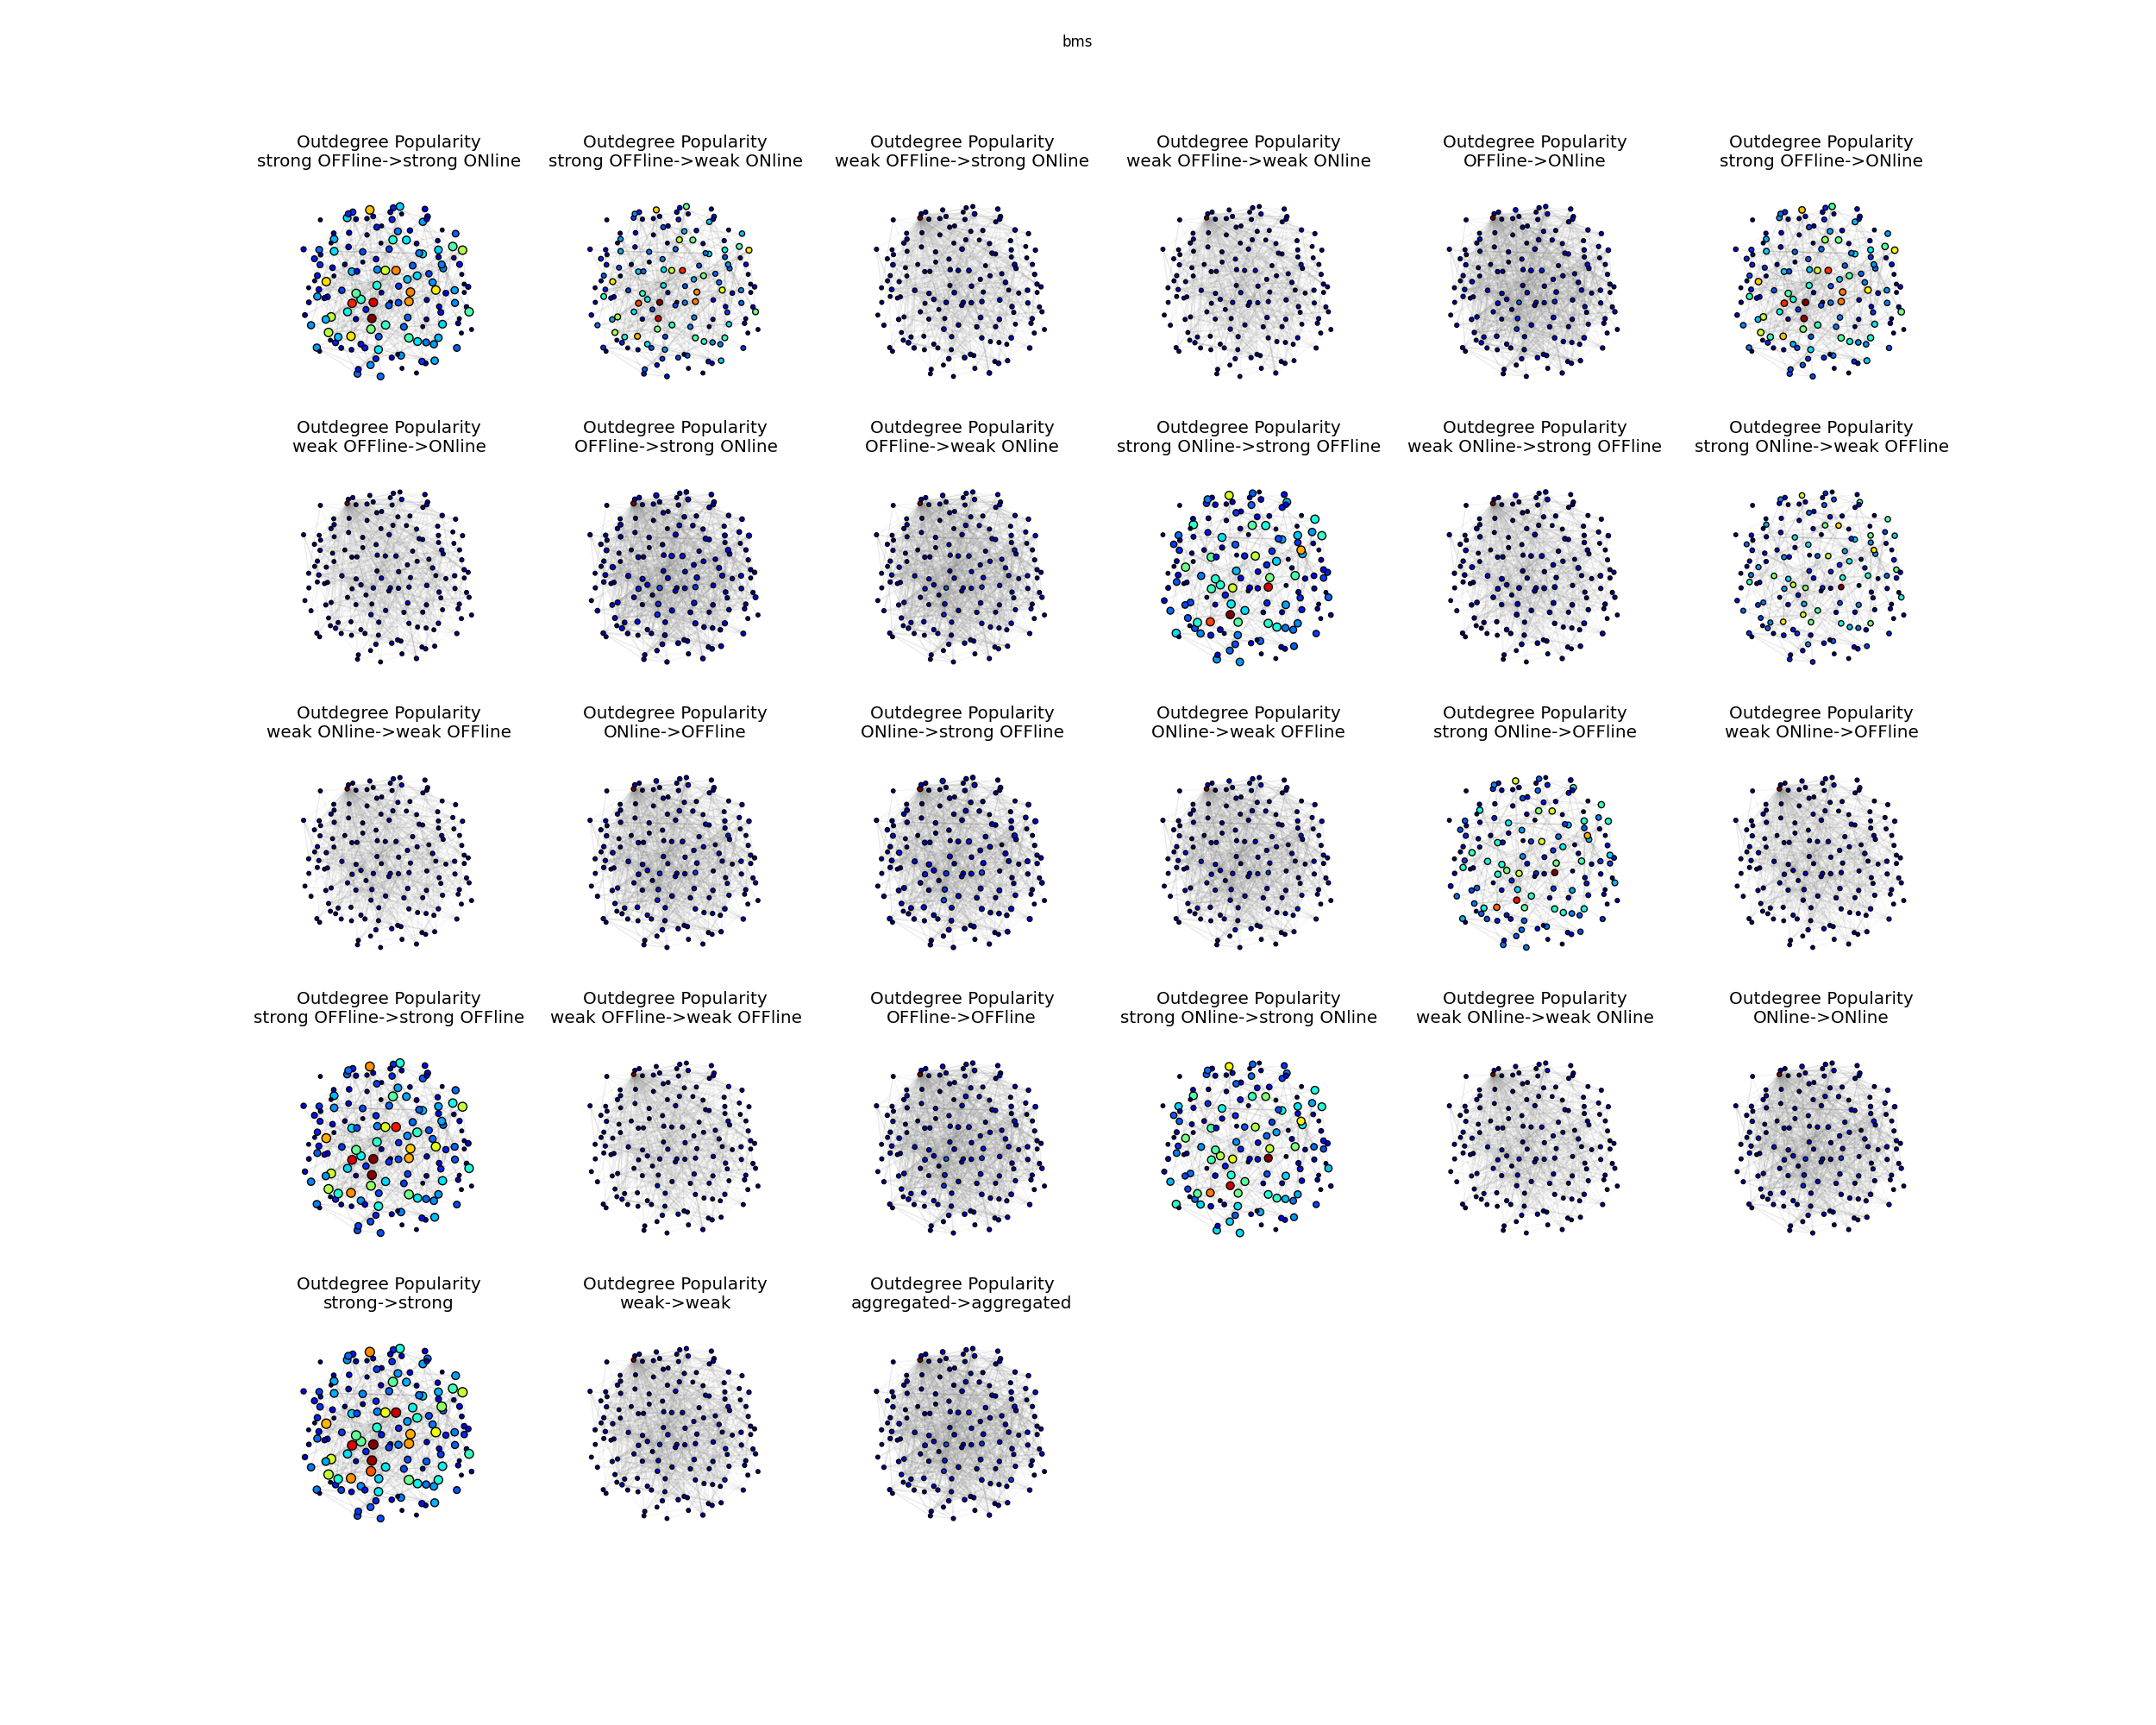 bms
Outdegree Popularity
strong OFFline->strong ONline
Outdegree Popularity
strong OFFline->weak ONline
Outdegree Popularity
weak OFFline->strong ONline
Outdegree Popularity
weak OFFline->weak ONline
Outdegree Popularity
OFFline->ONline
Outdegree Popularity
strong OFFline->ONline
Outdegree Popularity
weak OFFline->ONline
Outdegree Popularity
OFFline->strong ONline
Outdegree Popularity
OFFline->weak ONline
Outdegree Popularity
strong ONline->strong OFFline
Outdegree Popularity
weak ONline->strong OFFline
Outdegree Popularity
strong ONline->weak OFFline
Outdegree Popularity
weak ONline->weak OFFline
Outdegree Popularity
ONline->OFFline
Outdegree Popularity
ONline->strong OFFline
Outdegree Popularity
ONline->weak OFFline
Outdegree Popularity
strong ONline->OFFline
Outdegree Popularity
weak ONline->OFFline
Outdegree Popularity
strong OFFline->strong OFFline
Outdegree Popularity
weak OFFline->weak OFFline
Outdegree Popularity
OFFline->OFFline
Outdegree Popularity
strong ONline->strong ONline
Outdegree Popularity
weak ONline->weak ONline
Outdegree Popularity
ONline->ONline
Outdegree Popularity
strong->strong
Outdegree Popularity
weak->weak
Outdegree Popularity
aggregated->aggregated